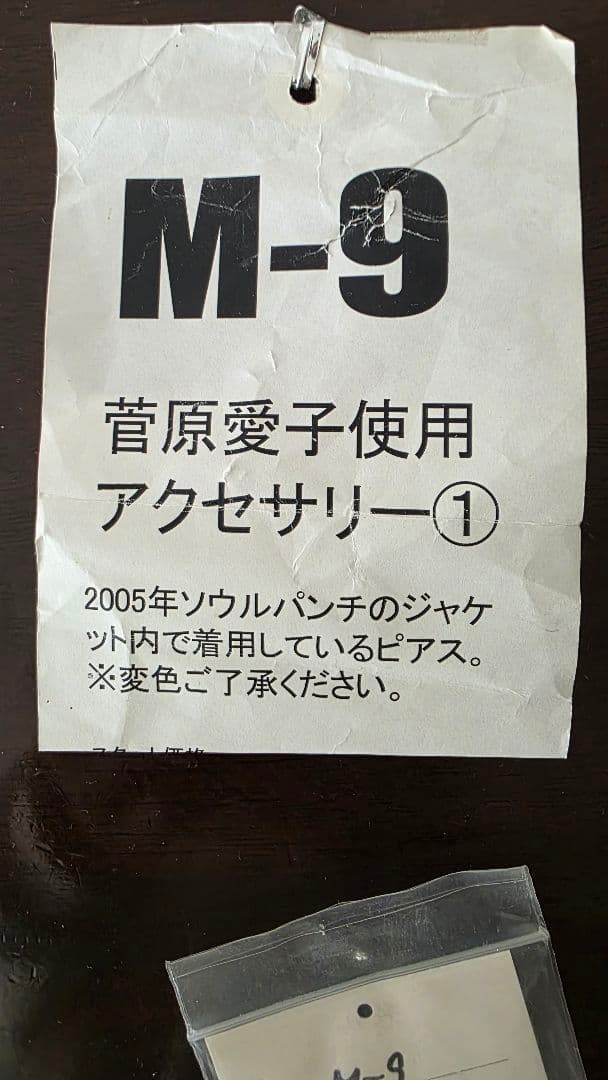 M-9
菅原愛子使用
アクセサリー①
2005年ソウルパンチのジャケ
ット内で着用しているピアス。
※変色ご了承ください。
M-9